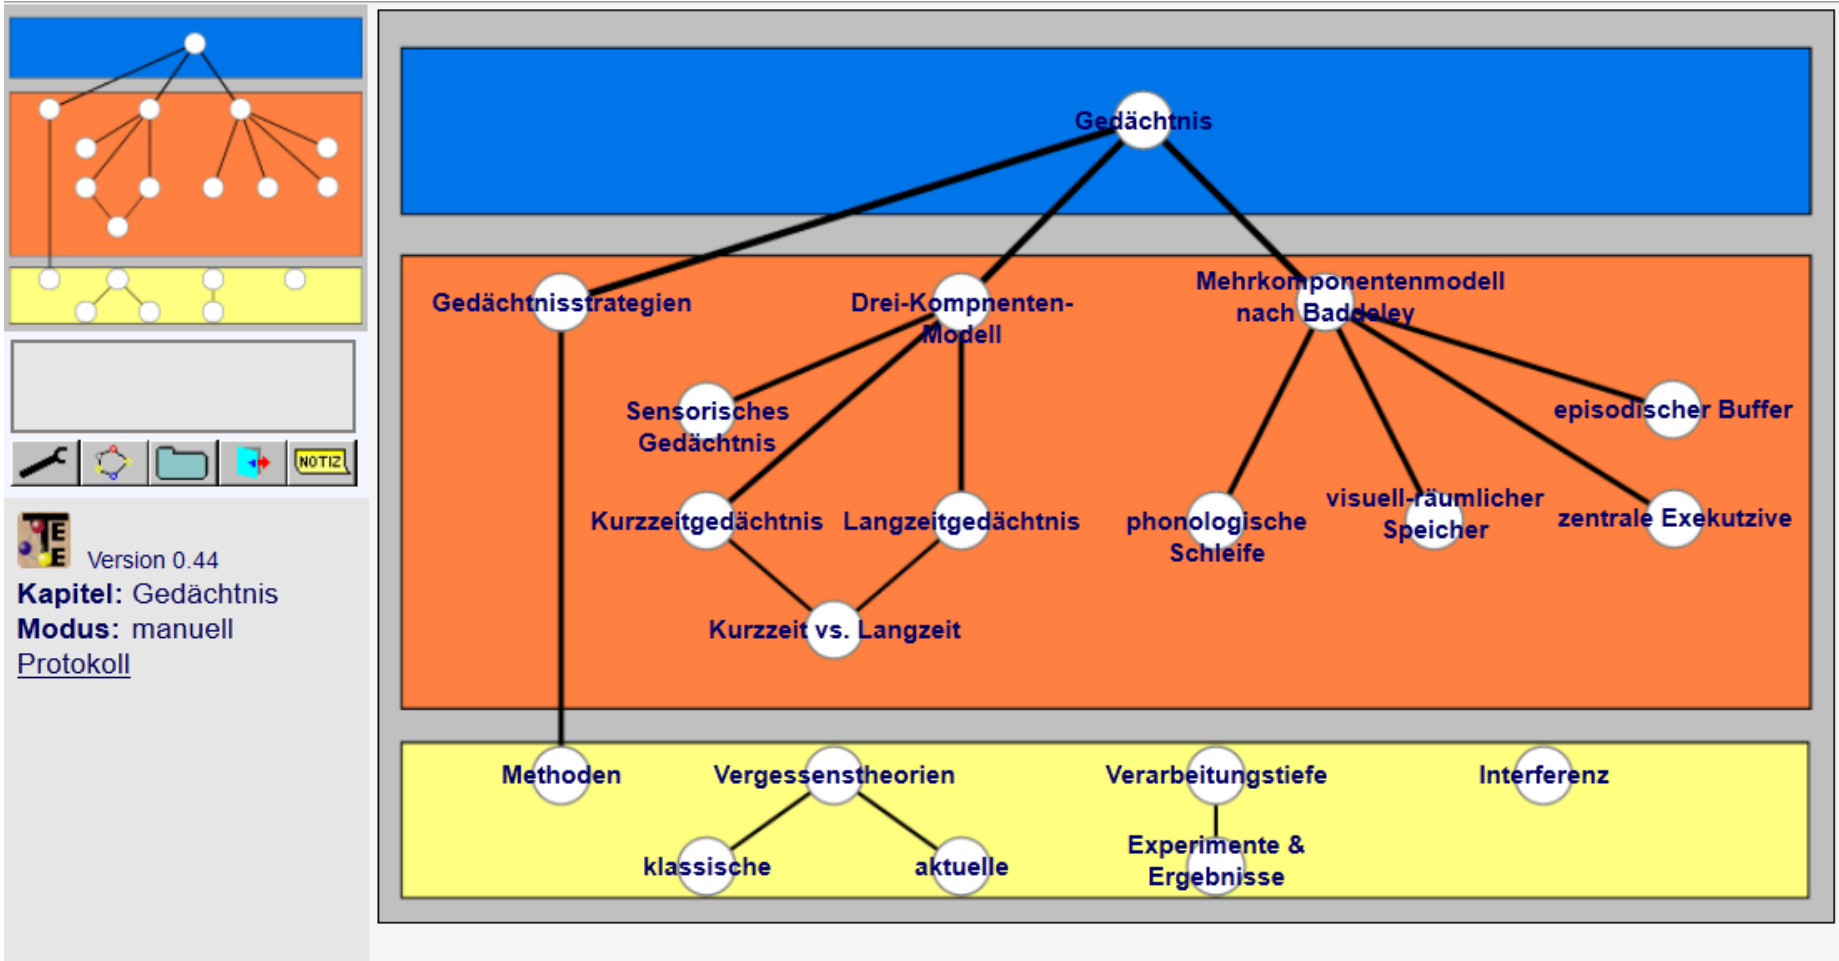 NOTIZ
TEE
Version 0.44
Kapitel: Gedächtnis
Modus: manuell
Protokoll
Gedächtnis
Gedächtnisstrategien
Drei-Kompnenten-
Modell
Mehrkomponentenmodell
nach Baddeley
Sensorisches
Gedächtnis
episodischer Buffer
Kurzzeitgedächtnis
Langzeitgedächtnis
phonologische
Schleife
visuell-räumlicher
Speicher
zentrale Exekutzive
Kurzzeit vs. Langzeit
Methoden
Vergessenstheorien
Verarbeitungstiefe
Interferenz
klassische
aktuelle
Experimente &
Ergebnisse